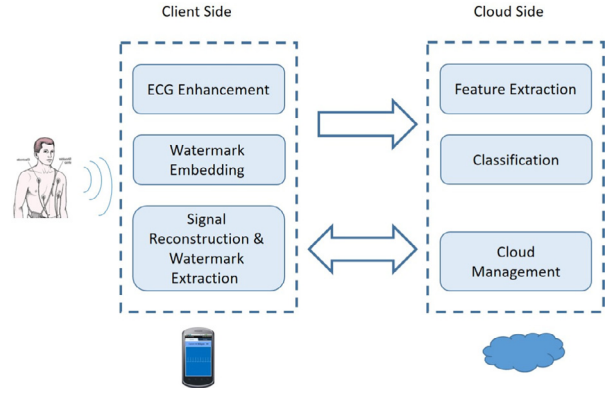 Client Side
Cloud Side
ECG Enhancement
Watermark
Embedding
Signal
Reconstruction &
Watermark
Extraction
Feature Extraction
Classification
Cloud
Management